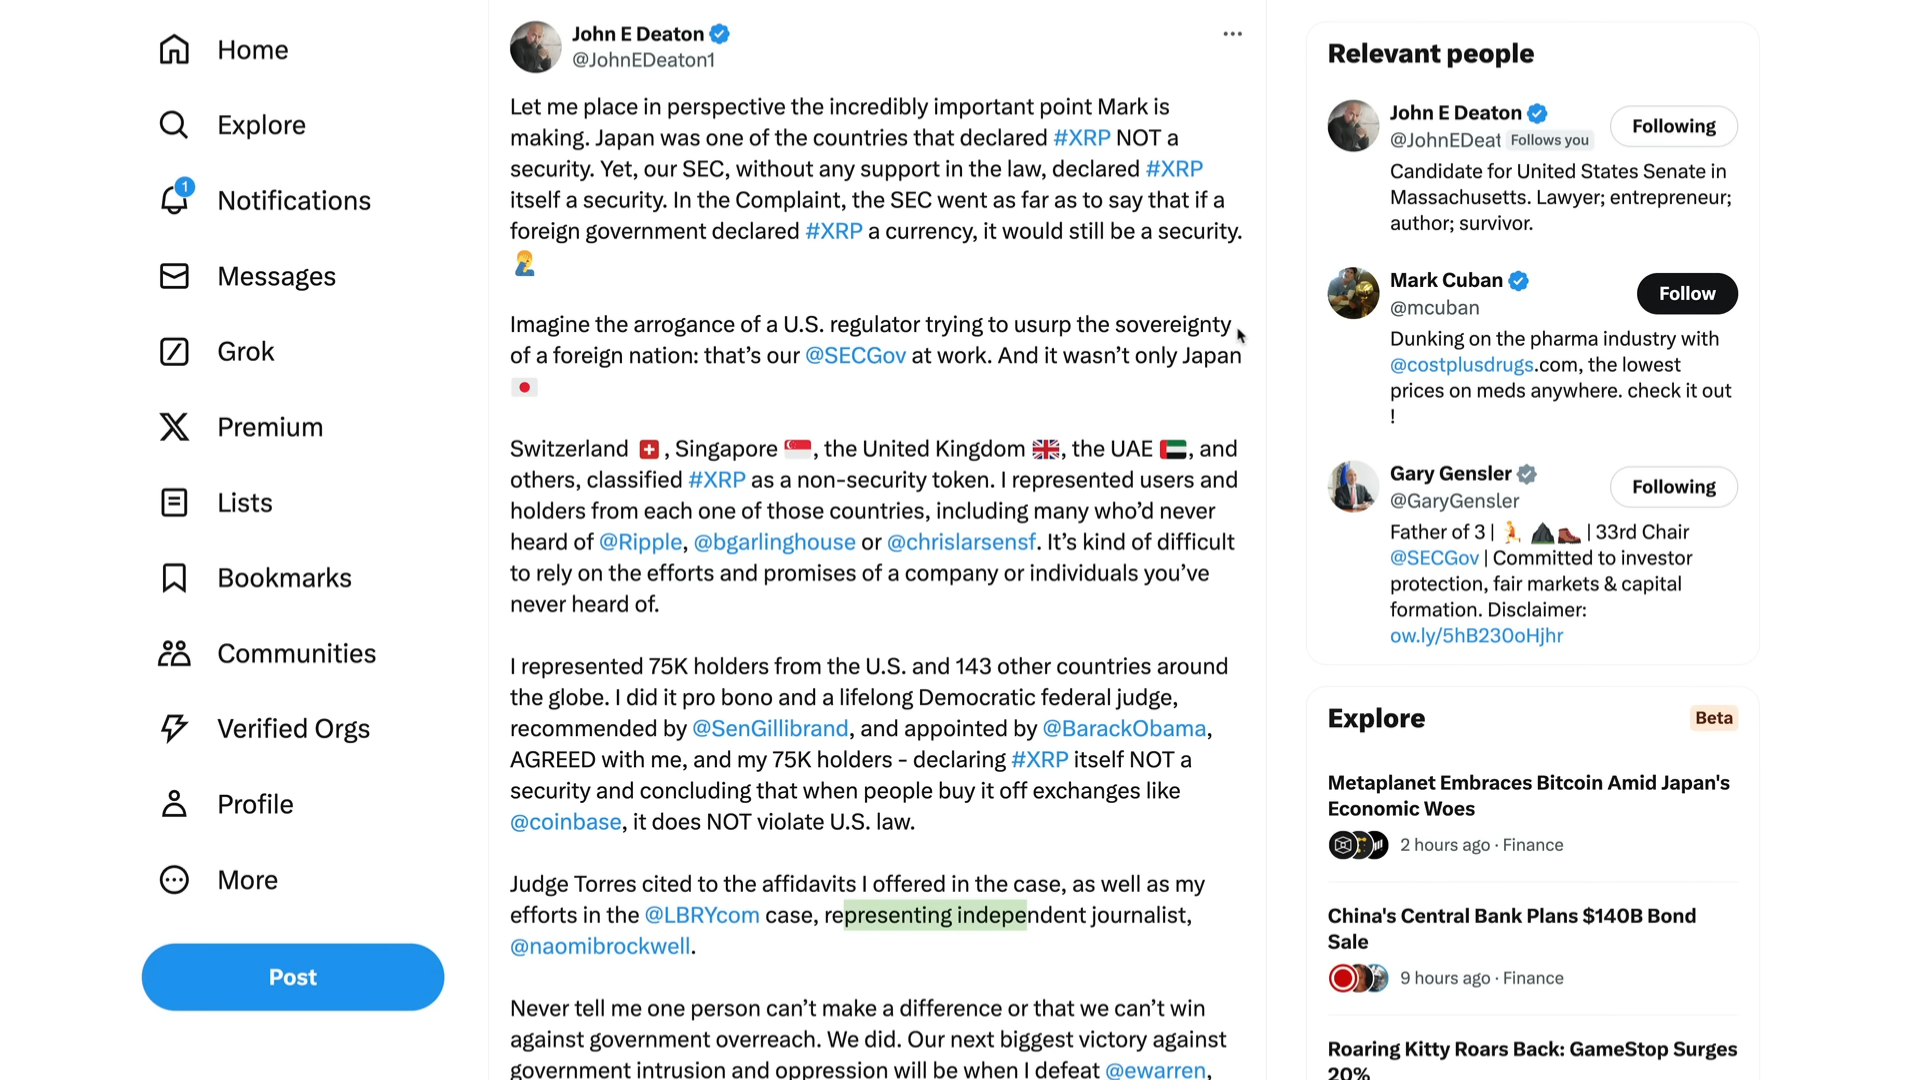 Home
Explore
1
Notifications
Messages
Grok
Premium
Lists
Bookmarks
Communities
Verified Orgs
Profile
More
Post
John E Deaton
@JohnEDeaton1
Let me place in perspective the incredibly important point Mark is
making. Japan was one of the countries that declared #XRP NOT a
security. Yet, our SEC, without any support in the law, declared #XRP
itself a security. In the Complaint, the SEC went as far as to say that if a
foreign government declared #XRP a currency, it would still be a security.
🤦‍♂️
Imagine the arrogance of a U.S. regulator trying to usurp the sovereignty
of a foreign nation: that’s our @SECGov at work. And it wasn’t only Japan
🇯🇵
Switzerland 🇨🇭, Singapore 🇸🇬, the United Kingdom 🇬🇧, the UAE 🇦🇪, and
others, classified #XRP as a non-security token. I represented users and
holders from each one of those countries, including many who’d never
heard of @Ripple, @bgarlinghouse or @chrislarsensf. It’s kind of difficult
to rely on the efforts and promises of a company or individuals you’ve
never heard of.
I represented 75K holders from the U.S. and 143 other countries around
the globe. I did it pro bono and a lifelong Democratic federal judge,
recommended by @SenGillibrand, and appointed by @BarackObama,
AGREED with me, and my 75K holders - declaring #XRP itself NOT a
security and concluding that when people buy it off exchanges like
@coinbase, it does NOT violate U.S. law.
Judge Torres cited to the affidavits I offered in the case, as well as my
efforts in the @LBRYcom case, representing independent journalist,
@naomibrockwell.
Never tell me one person can’t make a difference or that we can’t win
against government overreach. We did. Our next biggest victory against
government intrusion and oppression will be when I defeat @ewarren,
Relevant people
John E Deaton
@JohnEDeat Follows you
Following
Candidate for United States Senate in
Massachusetts. Lawyer; entrepreneur;
author; survivor.
Mark Cuban
@mcuban
Follow
Dunking on the pharma industry with
@costplusdrugs.com, the lowest
prices on meds anywhere. check it out
!
Gary Gensler
@GaryGensler
Following
Father of 3 | 🏃 ⛰️🥾 | 33rd Chair
@SECGov | Committed to investor
protection, fair markets & capital
formation. Disclaimer:
ow.ly/5hB230oHjhr
Explore
Beta
Metaplanet Embraces Bitcoin Amid Japan's
Economic Woes
2 hours ago · Finance
China's Central Bank Plans $140B Bond
Sale
9 hours ago · Finance
Roaring Kitty Roars Back: GameStop Surges
20%